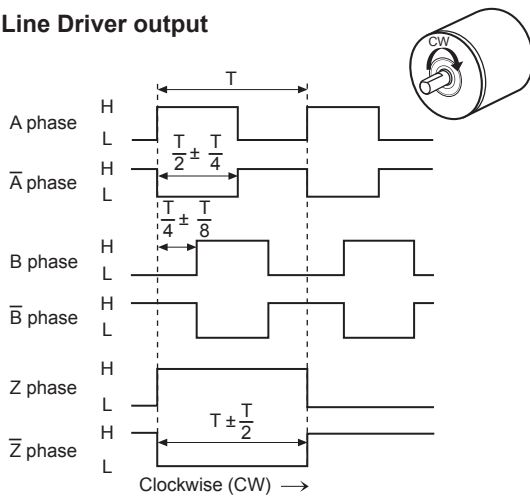 Line Driver output
CW
T
A phase H
L
T/2 ± T/4
A̅ phase H
L
T/4 ± T/8
B phase H
L
B̅ phase H
L
Z phase H
L
T ± T/2
Z̅ phase H
L
Clockwise (CW) →